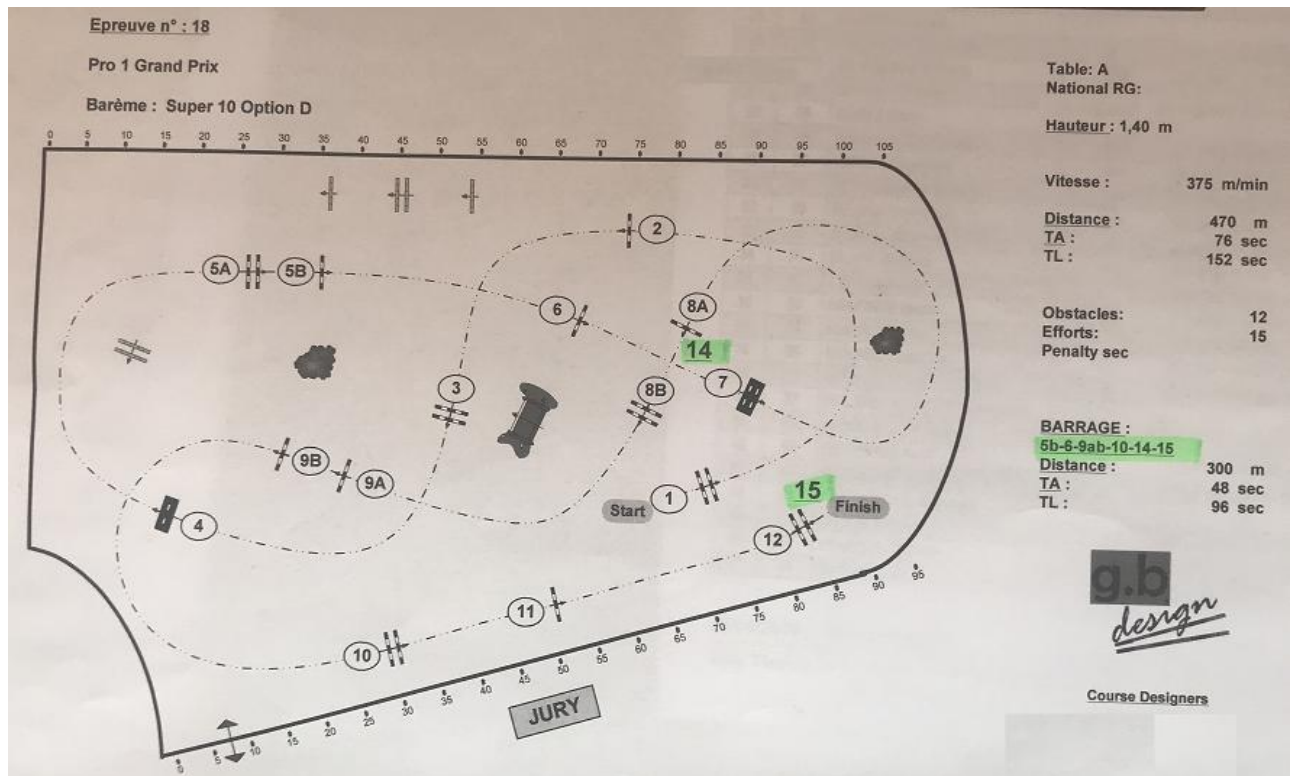 Epreuve n° : 18
Pro 1 Grand Prix
Barème : Super 10 Option D
Table: A
National RG:
Hauteur : 1,40 m
Vitesse : 375 m/min
Distance : 470 m
TA : 76 sec
TL : 152 sec
Obstacles: 12
Efforts: 15
Penalty sec
BARRAGE :
5b-6-9ab-10-14-15
Distance : 300 m
TA : 48 sec
TL : 96 sec
g.b
design
Course Designers
0 5 10 15 20 25 30 35 40 45 50 55 60 65 70 75 80 85 90 95 100 105
2
5A
5B
6
8A
14
3
8B
7
9B
9A
1
15
Start
Finish
4
12
11
10
0 5 10 15 20 25 30 35 40 45 50 55 60 65 70 75 80 85 90 95
JURY